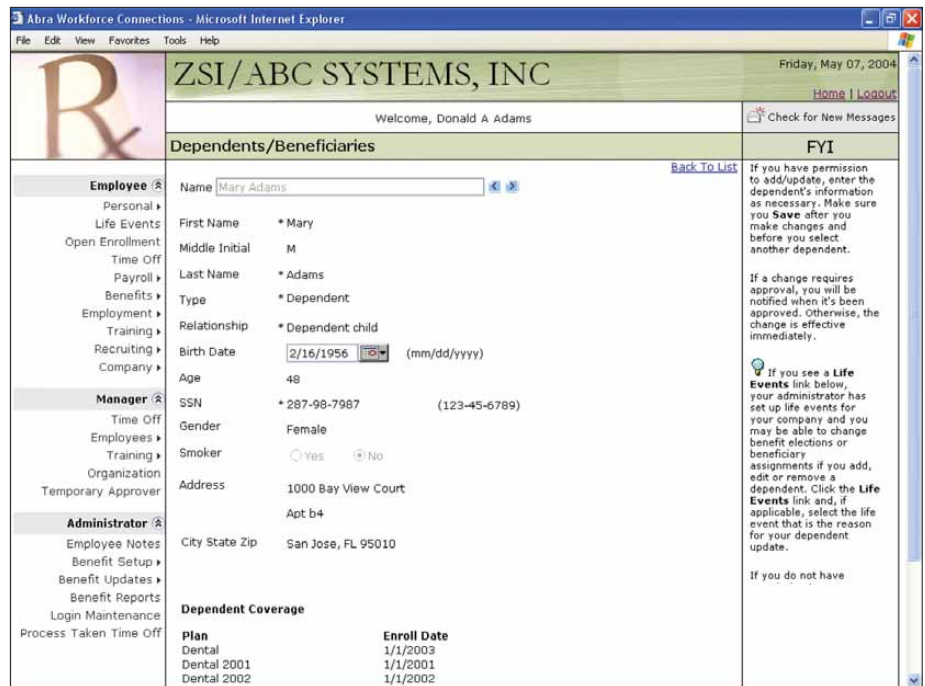 Abra Workforce Connections - Microsoft Internet Explorer
File Edit View Favorites Tools Help
Rx
ZSI/ABC SYSTEMS, INC
Friday, May 07, 2004
Home | Logout
Welcome, Donald A Adams
Check for New Messages
Dependents/Beneficiaries
FYI
Employee
Personal
Life Events
Open Enrollment
Time Off
Payroll
Benefits
Employment
Training
Recruiting
Company
Manager
Time Off
Employees
Training
Organization
Temporary Approver
Administrator
Employee Notes
Benefit Setup
Benefit Updates
Benefit Reports
Login Maintenance
Process Taken Time Off
Back To List
Name Mary Adams
First Name * Mary
Middle Initial M
Last Name * Adams
Type * Dependent
Relationship * Dependent child
Birth Date 2/16/1956 (mm/dd/yyyy)
Age 48
SSN * 287-98-7987 (123-45-6789)
Gender Female
Smoker Yes No
Address 1000 Bay View Court
Apt b4
City State Zip San Jose, FL 95010
Dependent Coverage
Plan Enroll Date
Dental 1/1/2003
Dental 2001 1/1/2001
Dental 2002 1/1/2002
If you have permission
to add/update, enter the
dependent's information
as necessary. Make sure
you Save after you
make changes and
before you select
another dependent.
If a change requires
approval, you will be
notified when it's been
approved. Otherwise, the
change is effective
immediately.
If you see a Life
Events link below,
your administrator has
set up life events for
your company and you
may be able to change
benefit elections or
beneficiary
assignments if you add,
edit or remove a
dependent. Click the Life
Events link and, if
applicable, select the life
event that is the reason
for your dependent
update.
If you do not have